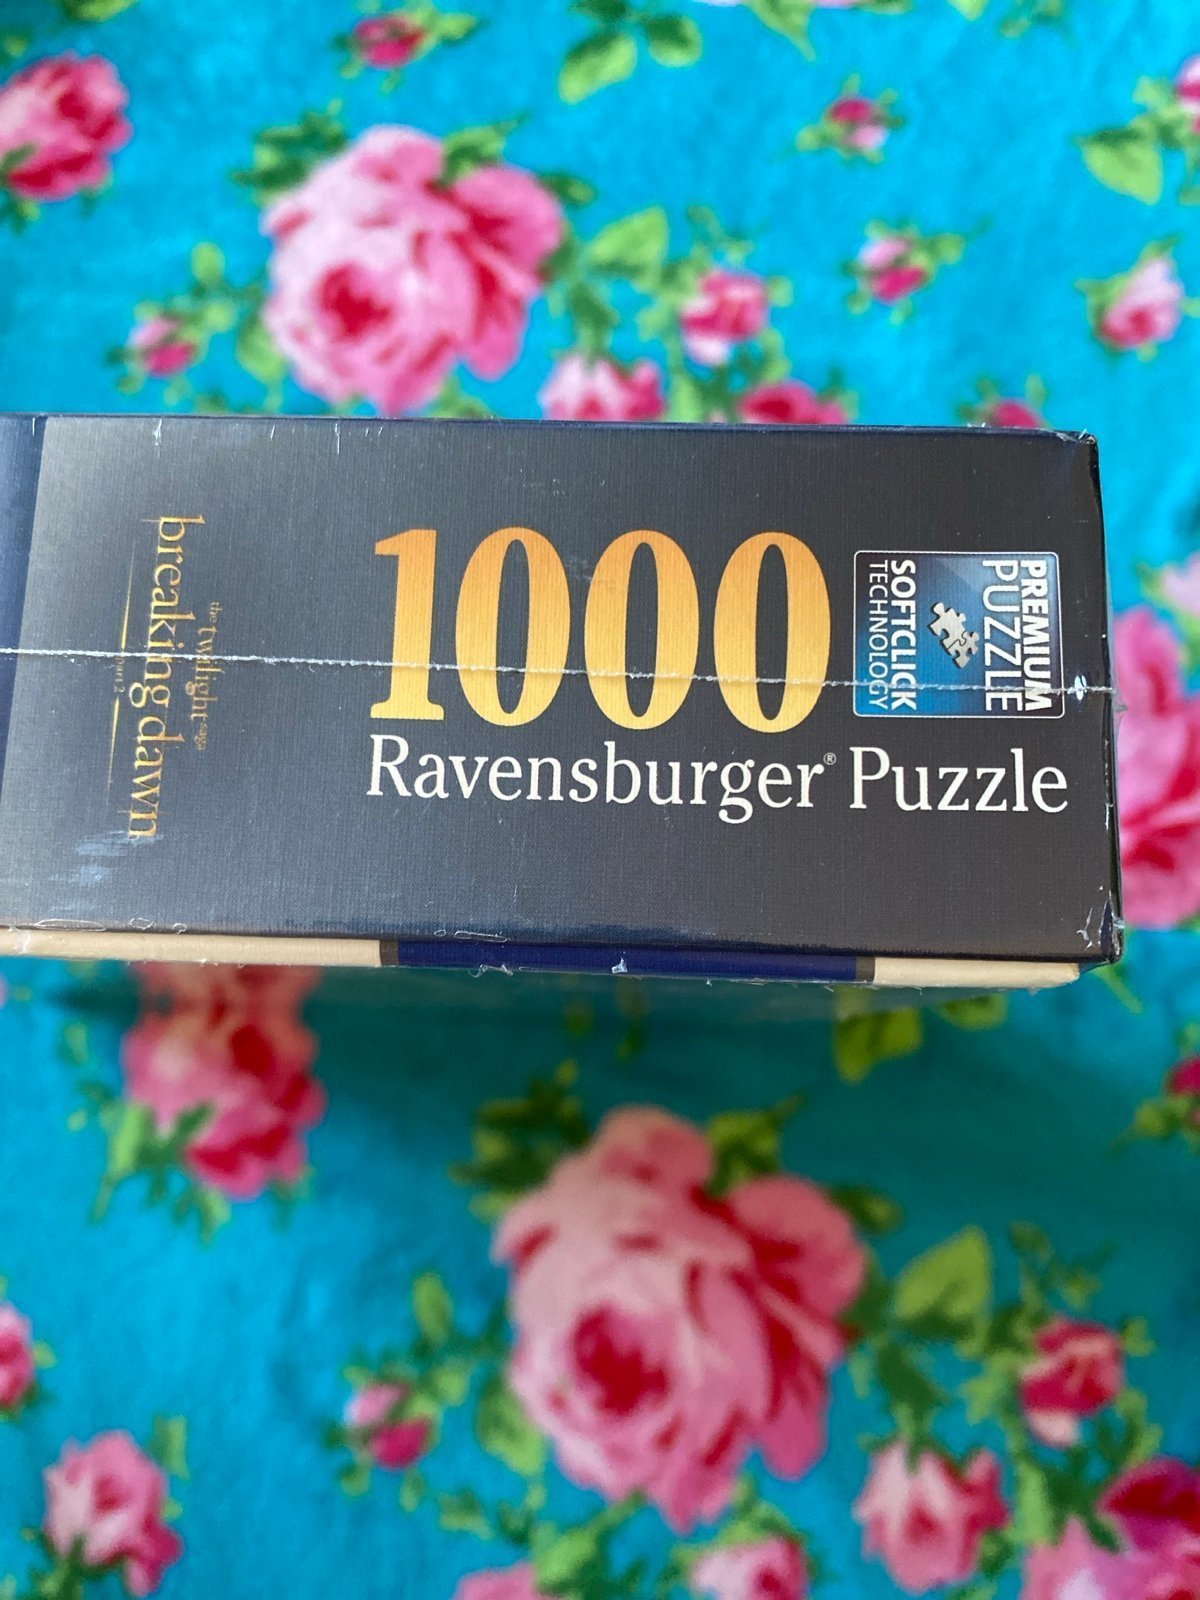 the twilight saga
breaking dawn
part 2
1000
Ravensburger® Puzzle
PREMIUM
PUZZLE
SOFTCLICK
TECHNOLOGY